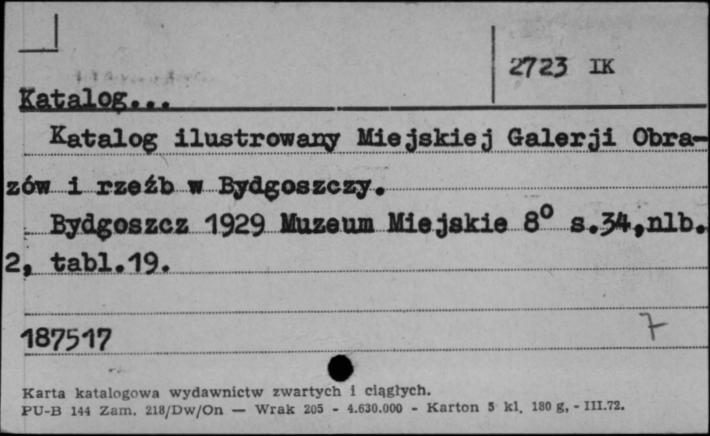 2723 IK
Katalog...
Katalog ilustrowany Miejskiej Galerji Obra-
zów i rzeźb w Bydgoszczy.
Bydgoszcz 1929 Muzeum Miejskie 8° s.34,nlb.
2, tabl.19.
187517
7
Karta katalogowa wydawnictw zwartych i ciągłych.
PU-B 144 Zam. 218/Dw/On — Wrak 205 - 4.630.000 - Karton 5 kl. 180 g, - III.72.